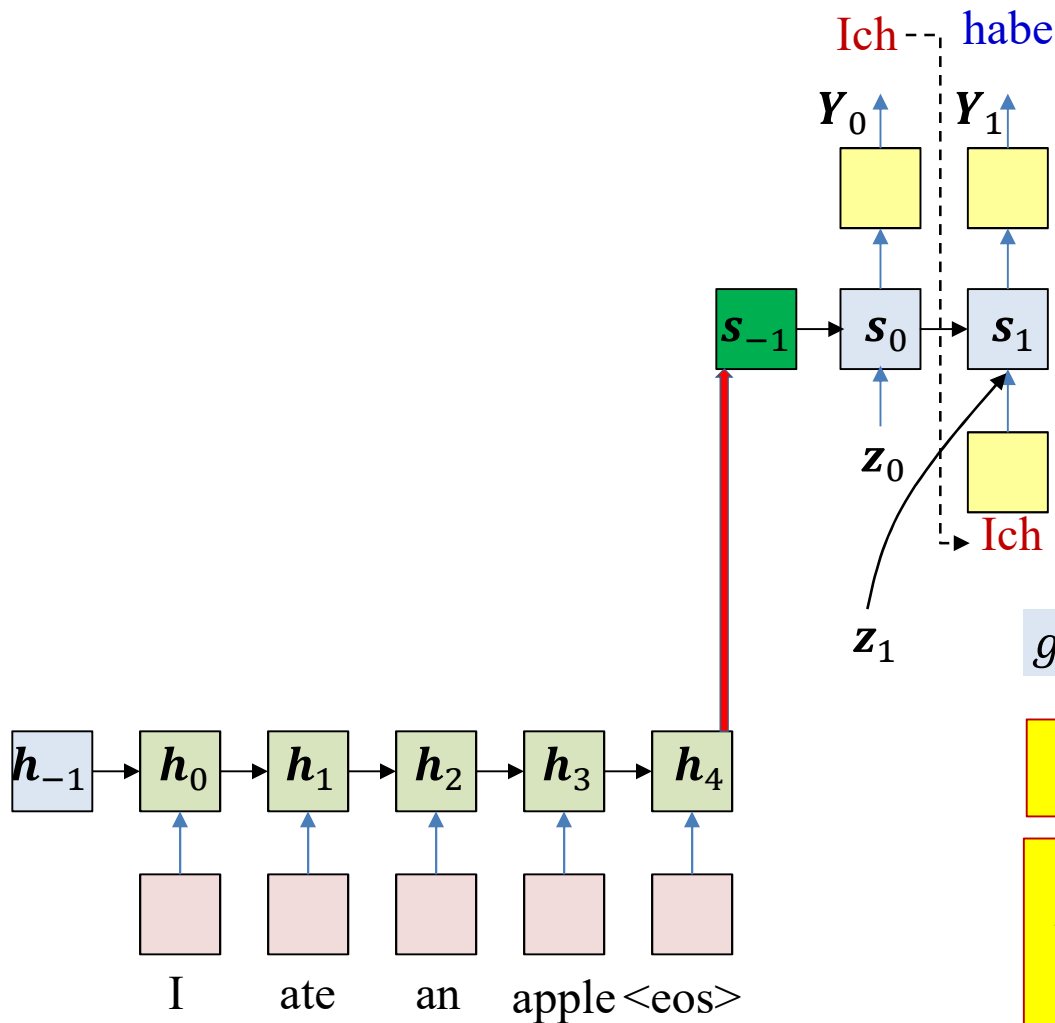 Ich habe
Y₀ Y₁
s₋₁ s₀ s₁
z₀
Ich
z₁
g
h₋₁ h₀ h₁ h₂ h₃ h₄
I ate an apple <eos>